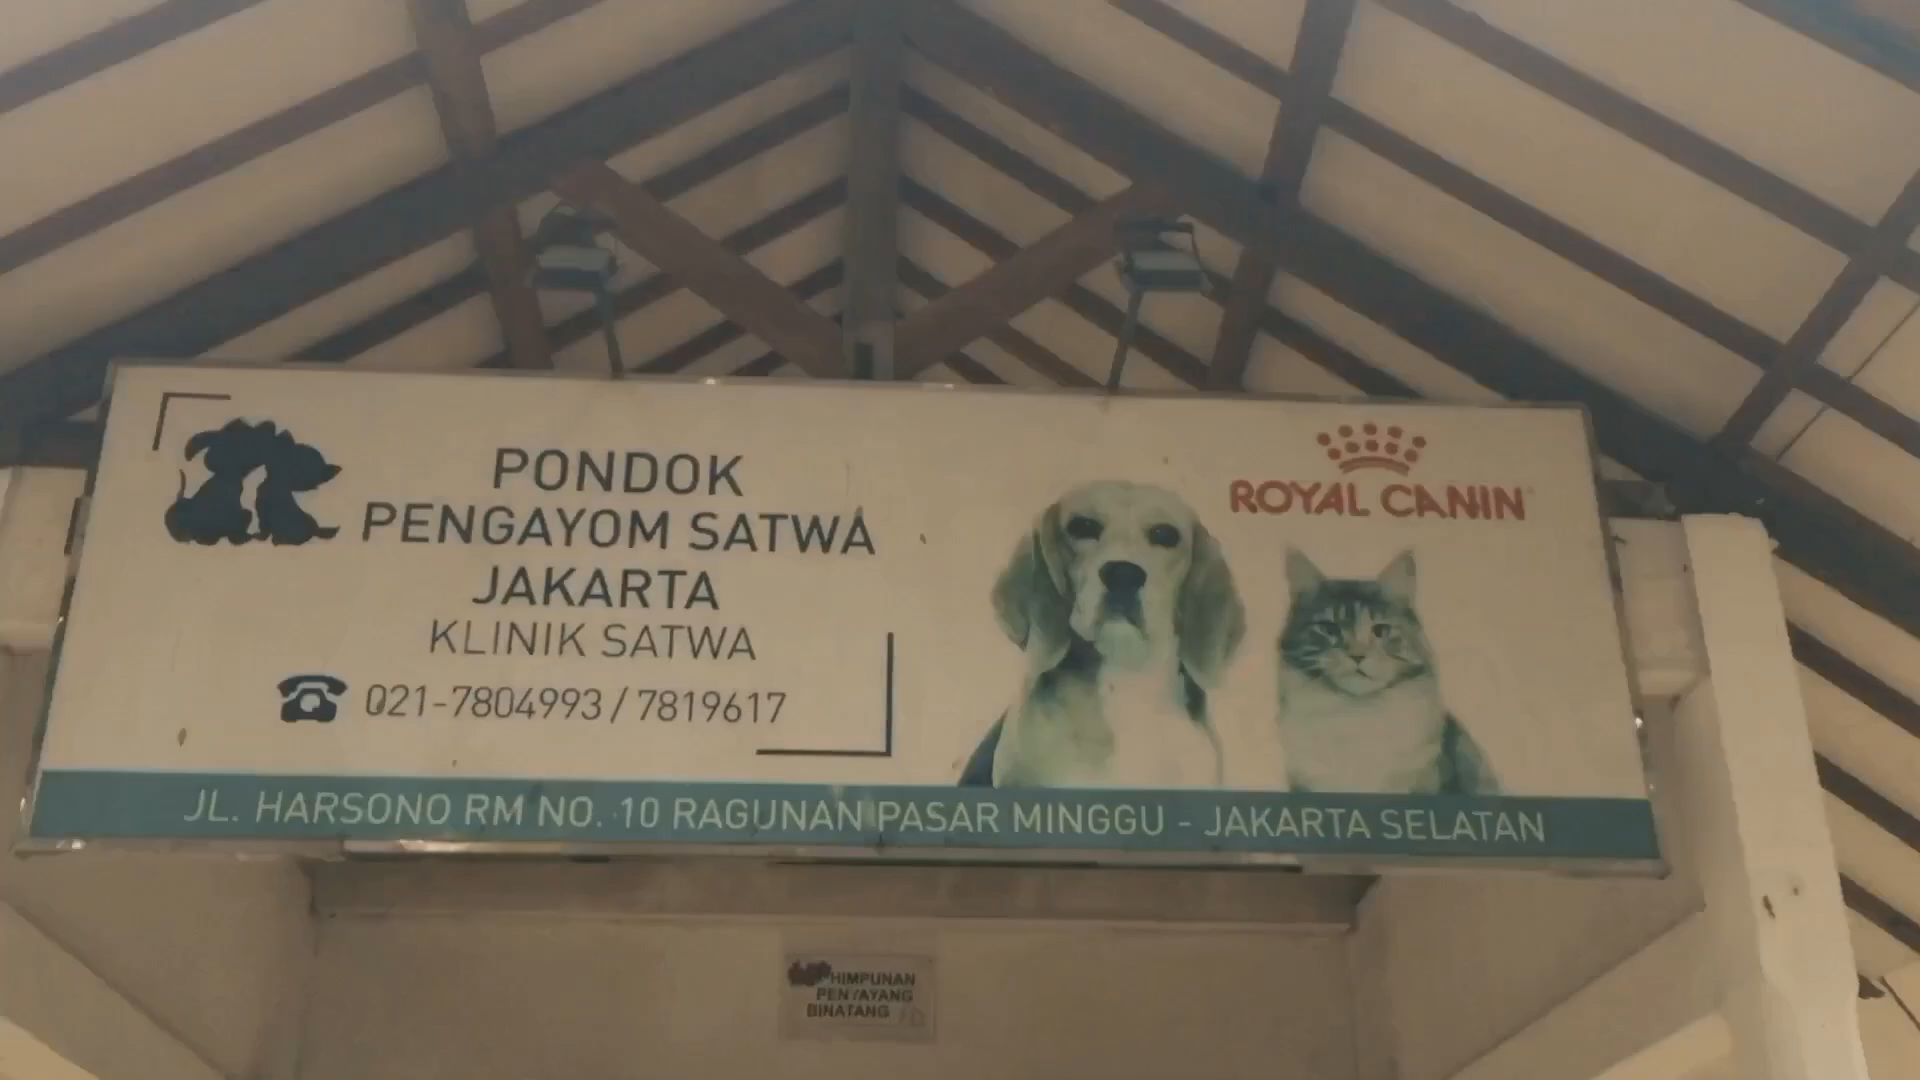 PONDOK
PENGAYOM SATWA
JAKARTA
KLINIK SATWA
021-7804993 / 7819617
ROYAL CANIN
JL. HARSONO RM NO. 10 RAGUNAN PASAR MINGGU - JAKARTA SELATAN
HIMPUNAN
PENYAYANG
BINATANG